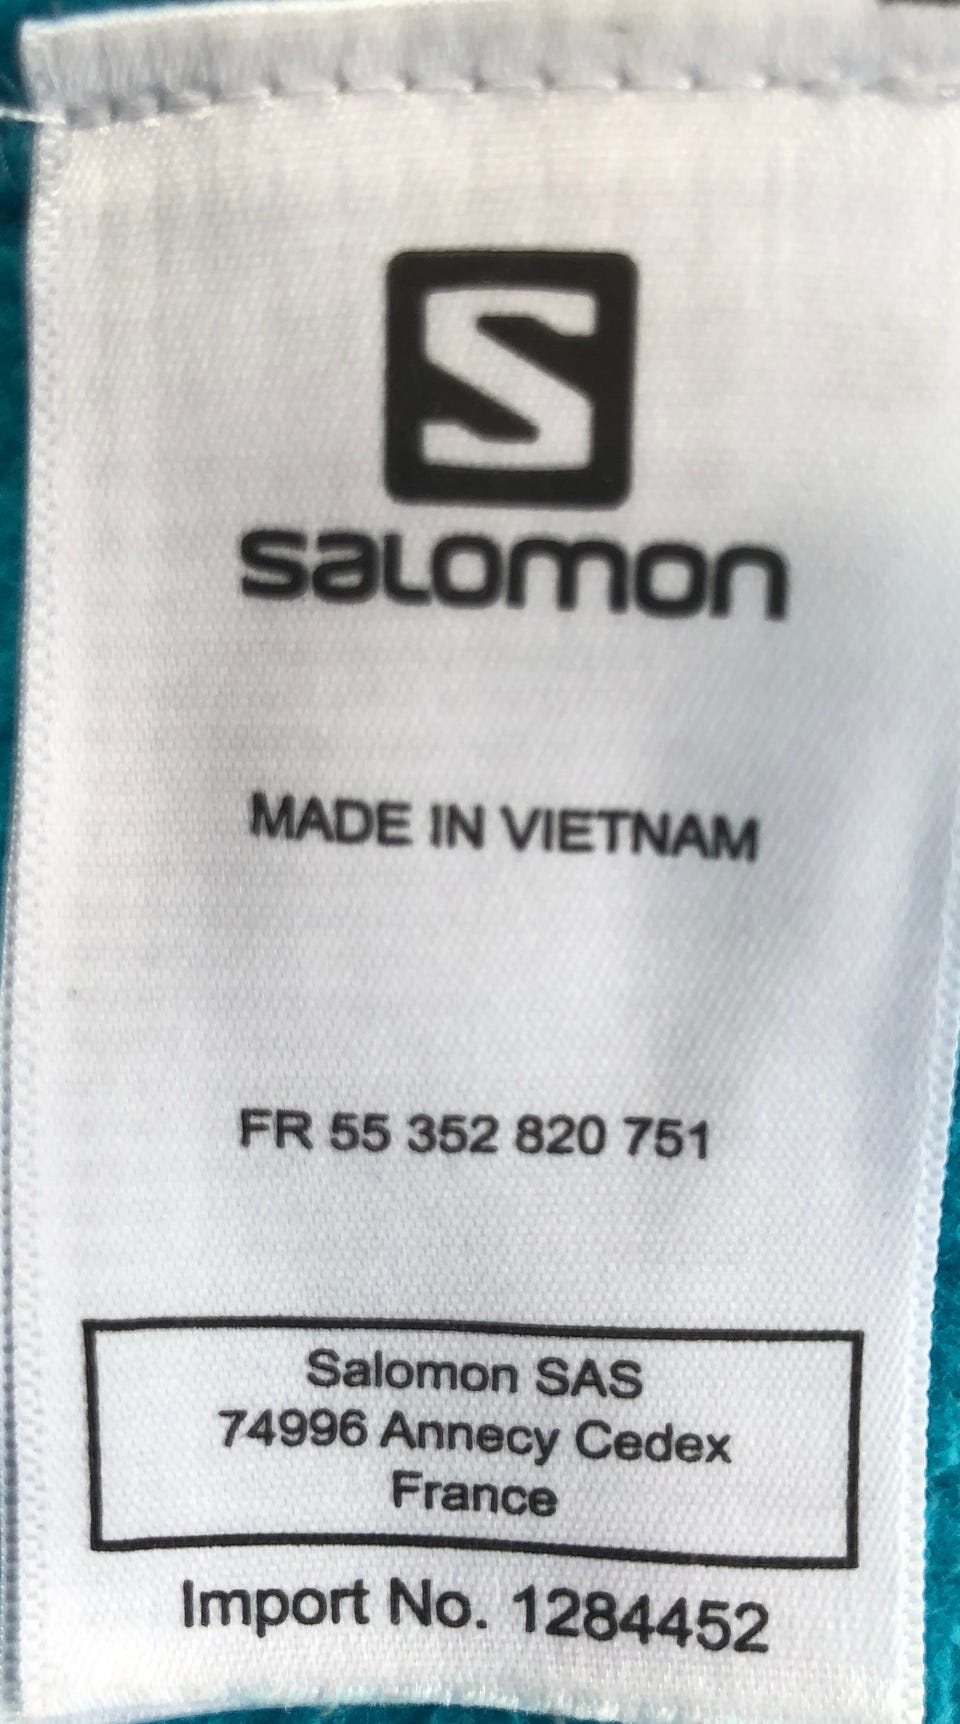 S
salomon
MADE IN VIETNAM
FR 55 352 820 751
Salomon SAS
74996 Annecy Cedex
France
Import No. 1284452